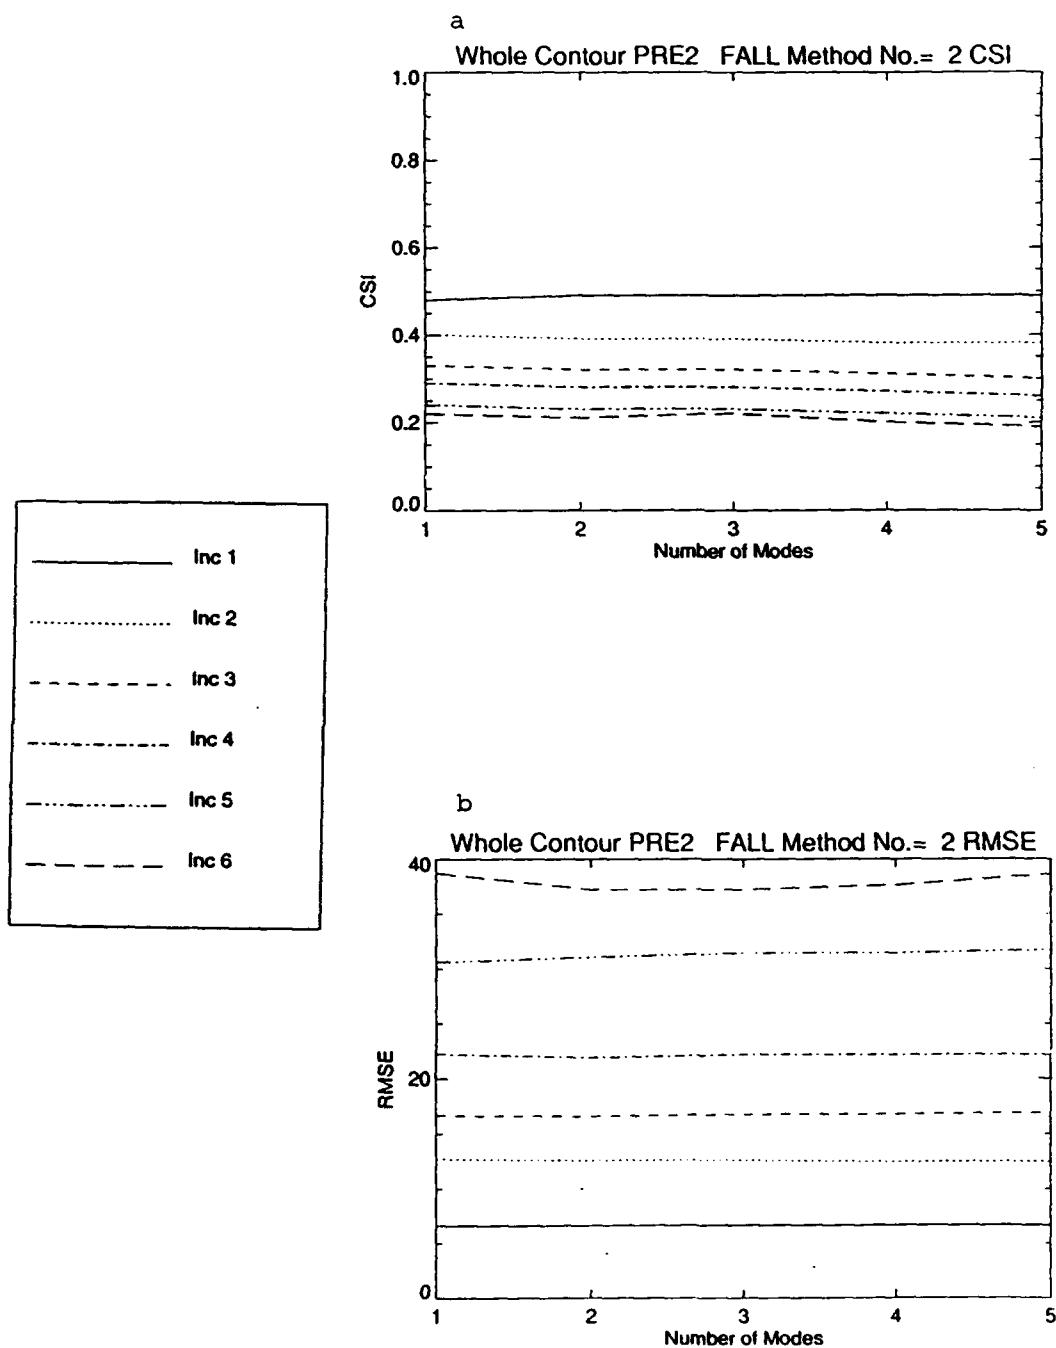 a
Whole Contour PRE2 FALL Method No.= 2 CSI
1.0
0.8
0.6
0.4
0.2
0.0
CSI
1 2 3 4 5
Number of Modes
Inc 1
Inc 2
Inc 3
Inc 4
Inc 5
Inc 6
b
Whole Contour PRE2 FALL Method No.= 2 RMSE
40
20
0
RMSE
1 2 3 4 5
Number of Modes